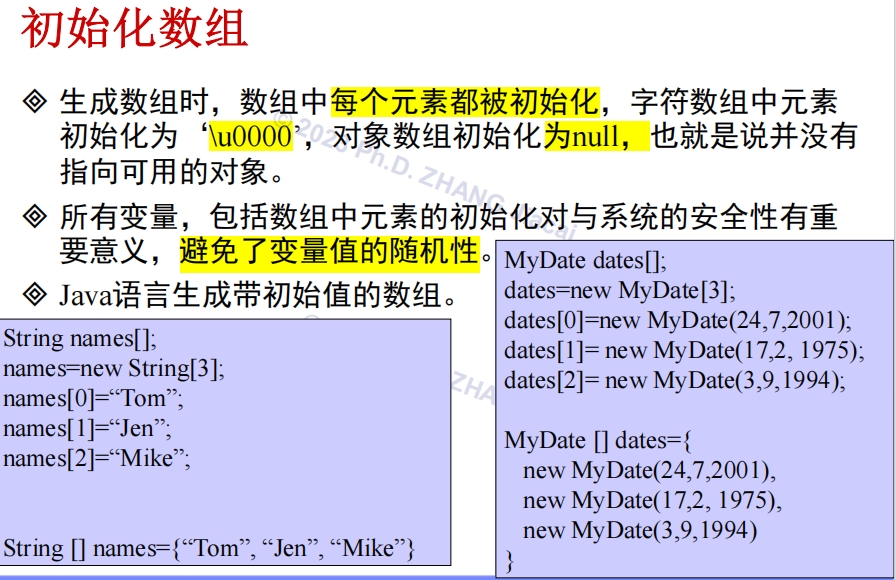 初始化数组
生成数组时，数组中每个元素都被初始化，字符数组中元素
初始化为‘\u0000’，对象数组初始化为null，也就是说并没有
指向可用的对象。
所有变量，包括数组中元素的初始化对与系统的安全性有重
要意义，避免了变量值的随机性。
Java语言生成带初始值的数组。
String names[];
names=new String[3];
names[0]=“Tom”;
names[1]=“Jen”;
names[2]=“Mike”;
String [] names={“Tom”, “Jen”, “Mike”}
MyDate dates[];
dates=new MyDate[3];
dates[0]=new MyDate(24,7,2001);
dates[1]= new MyDate(17,2, 1975);
dates[2]= new MyDate(3,9,1994);
MyDate [] dates={
new MyDate(24,7,2001),
new MyDate(17,2, 1975),
new MyDate(3,9,1994)
}
Ph.D. ZHANG
ZHA